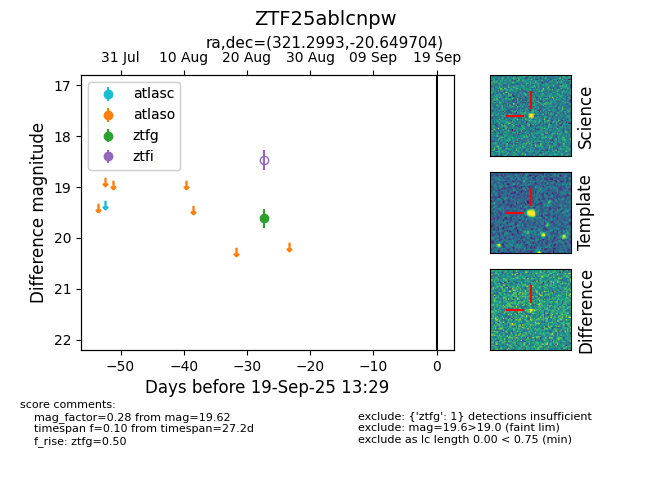 ZTF25ablcnpw
ra,dec=(321.2993,-20.649704)
31 Jul 10 Aug 20 Aug 30 Aug 09 Sep 19 Sep
17
18
19
20
21
22
Difference magnitude
atlasc
atlaso
ztfg
ztfi
−50 −40 −30 −20 −10 0
Days before 19-Sep-25 13:29
Science
Template
Difference
score comments:
mag_factor=0.28 from mag=19.62
timespan f=0.10 from timespan=27.2d
f_rise: ztfg=0.50
exclude: {'ztfg': 1} detections insufficient
exclude: mag=19.6>19.0 (faint lim)
exclude as lc length 0.00 < 0.75 (min)